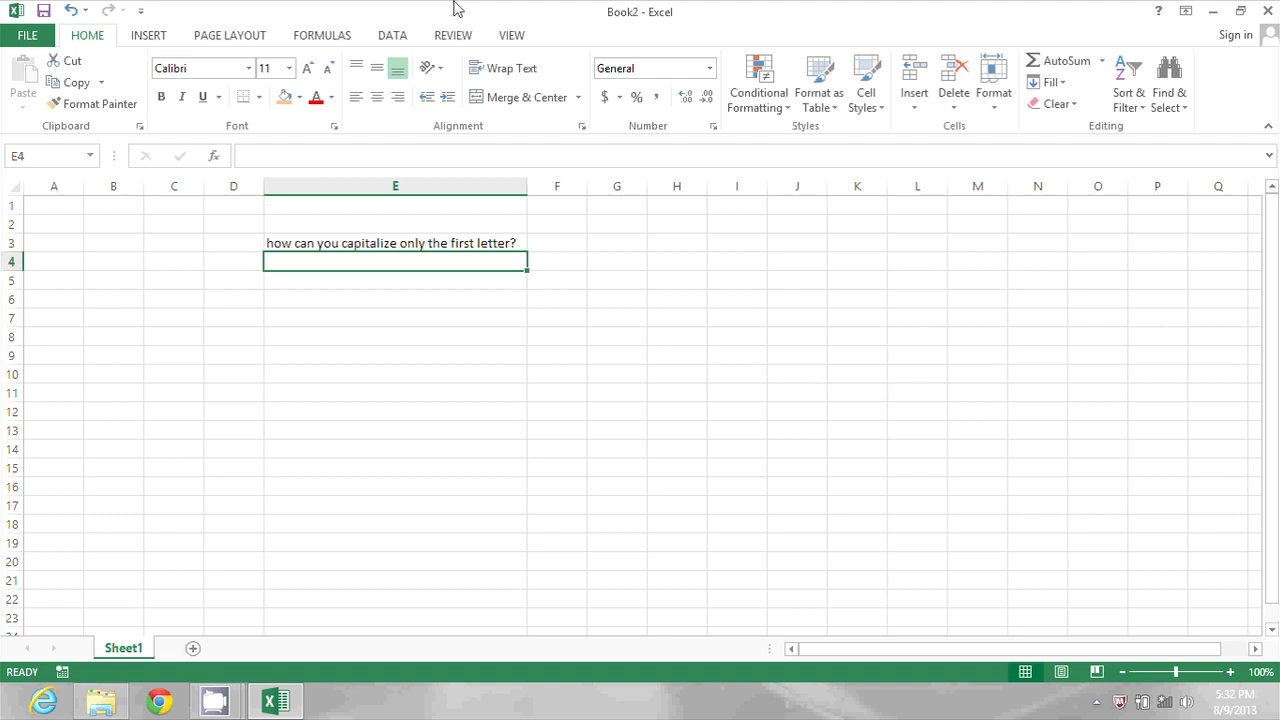 Book2 - Excel
?
Sign in
FILE HOME INSERT PAGE LAYOUT FORMULAS DATA REVIEW VIEW
Paste
Cut
Copy
Format Painter
Clipboard
Calibri 11
A A
B I U A
Font
Wrap Text
Merge & Center
Alignment
General
$ % ,
Number
Conditional Formatting
Format as Table
Cell Styles
Styles
Insert Delete Format
Cells
AutoSum
Fill
Clear
Sort & Filter
Find & Select
Editing
E4
fx
A B C D E F G H I J K L M N O P Q
1
2
3 how can you capitalize only the first letter?
4
5
6
7
8
9
10
11
12
13
14
15
16
17
18
19
20
21
22
23
24
Sheet1
READY
100%
5:32 PM
8/9/2013